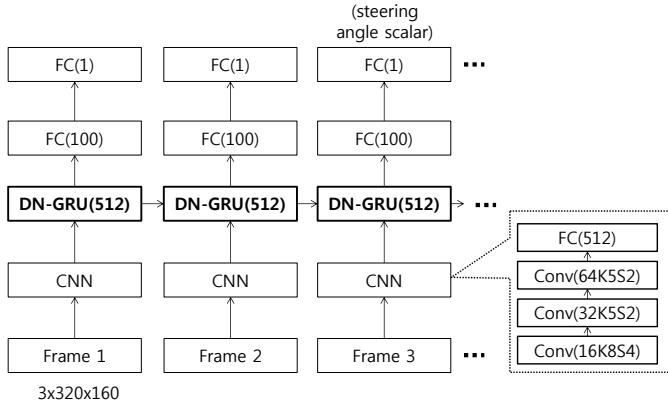 (steering
angle scalar)
FC(1) FC(1) FC(1) ...
FC(100) FC(100) FC(100)
DN-GRU(512) DN-GRU(512) DN-GRU(512) ...
FC(512)
CNN CNN CNN Conv(64K5S2)
Conv(32K5S2)
Frame 1 Frame 2 Frame 3 ... Conv(16K8S4)
3x320x160